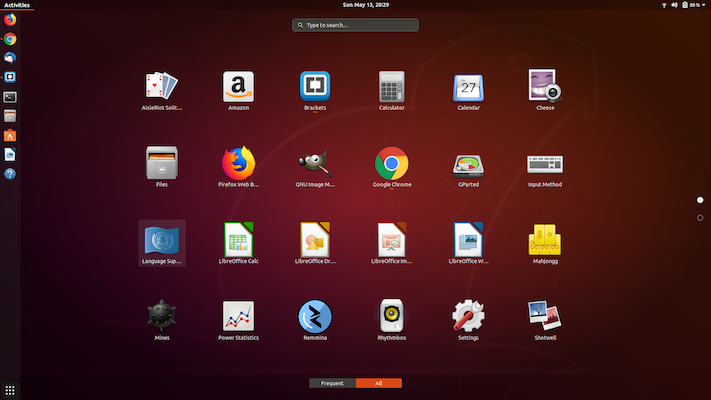 Activities
Sun May 13, 20:29
80 %
Type to search...
AisleRiot Solit...
Amazon
Brackets
Calculator
27
Calendar
Cheese
Files
Firefox Web B...
GNU Image M...
Google Chrome
GParted
Input Method
Language Sup...
LibreOffice Calc
LibreOffice Dr...
LibreOffice Im...
LibreOffice W...
Mahjongg
Mines
Power Statistics
Remmina
Rhythmbox
Settings
Shotwell
Frequent
All